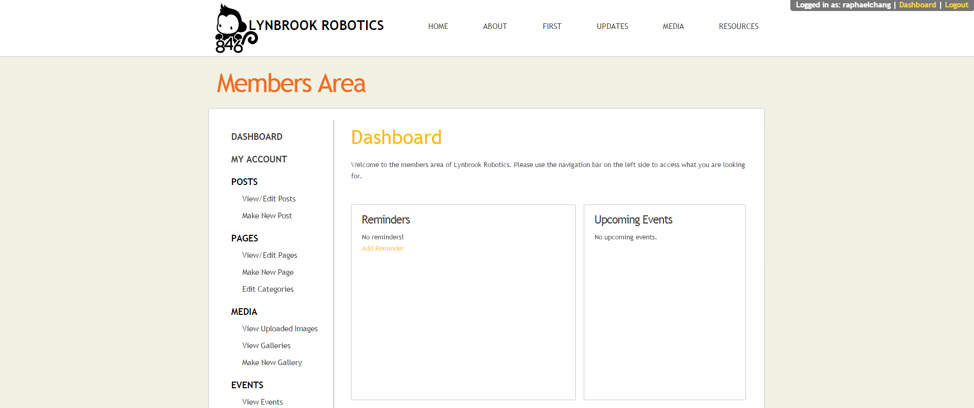 Logged in as: raphaelchang | Dashboard | Logout
LYNBROOK ROBOTICS
846
HOME ABOUT FIRST UPDATES MEDIA RESOURCES
Members Area
DASHBOARD
MY ACCOUNT
POSTS
View/Edit Posts
Make New Post
PAGES
View/Edit Pages
Make New Page
Edit Categories
MEDIA
View Uploaded Images
View Galleries
Make New Gallery
EVENTS
View Events
Dashboard
Welcome to the members area of Lynbrook Robotics. Please use the navigation bar on the left side to access what you are looking
for.
Reminders
No reminders!
Add Reminder
Upcoming Events
No upcoming events.